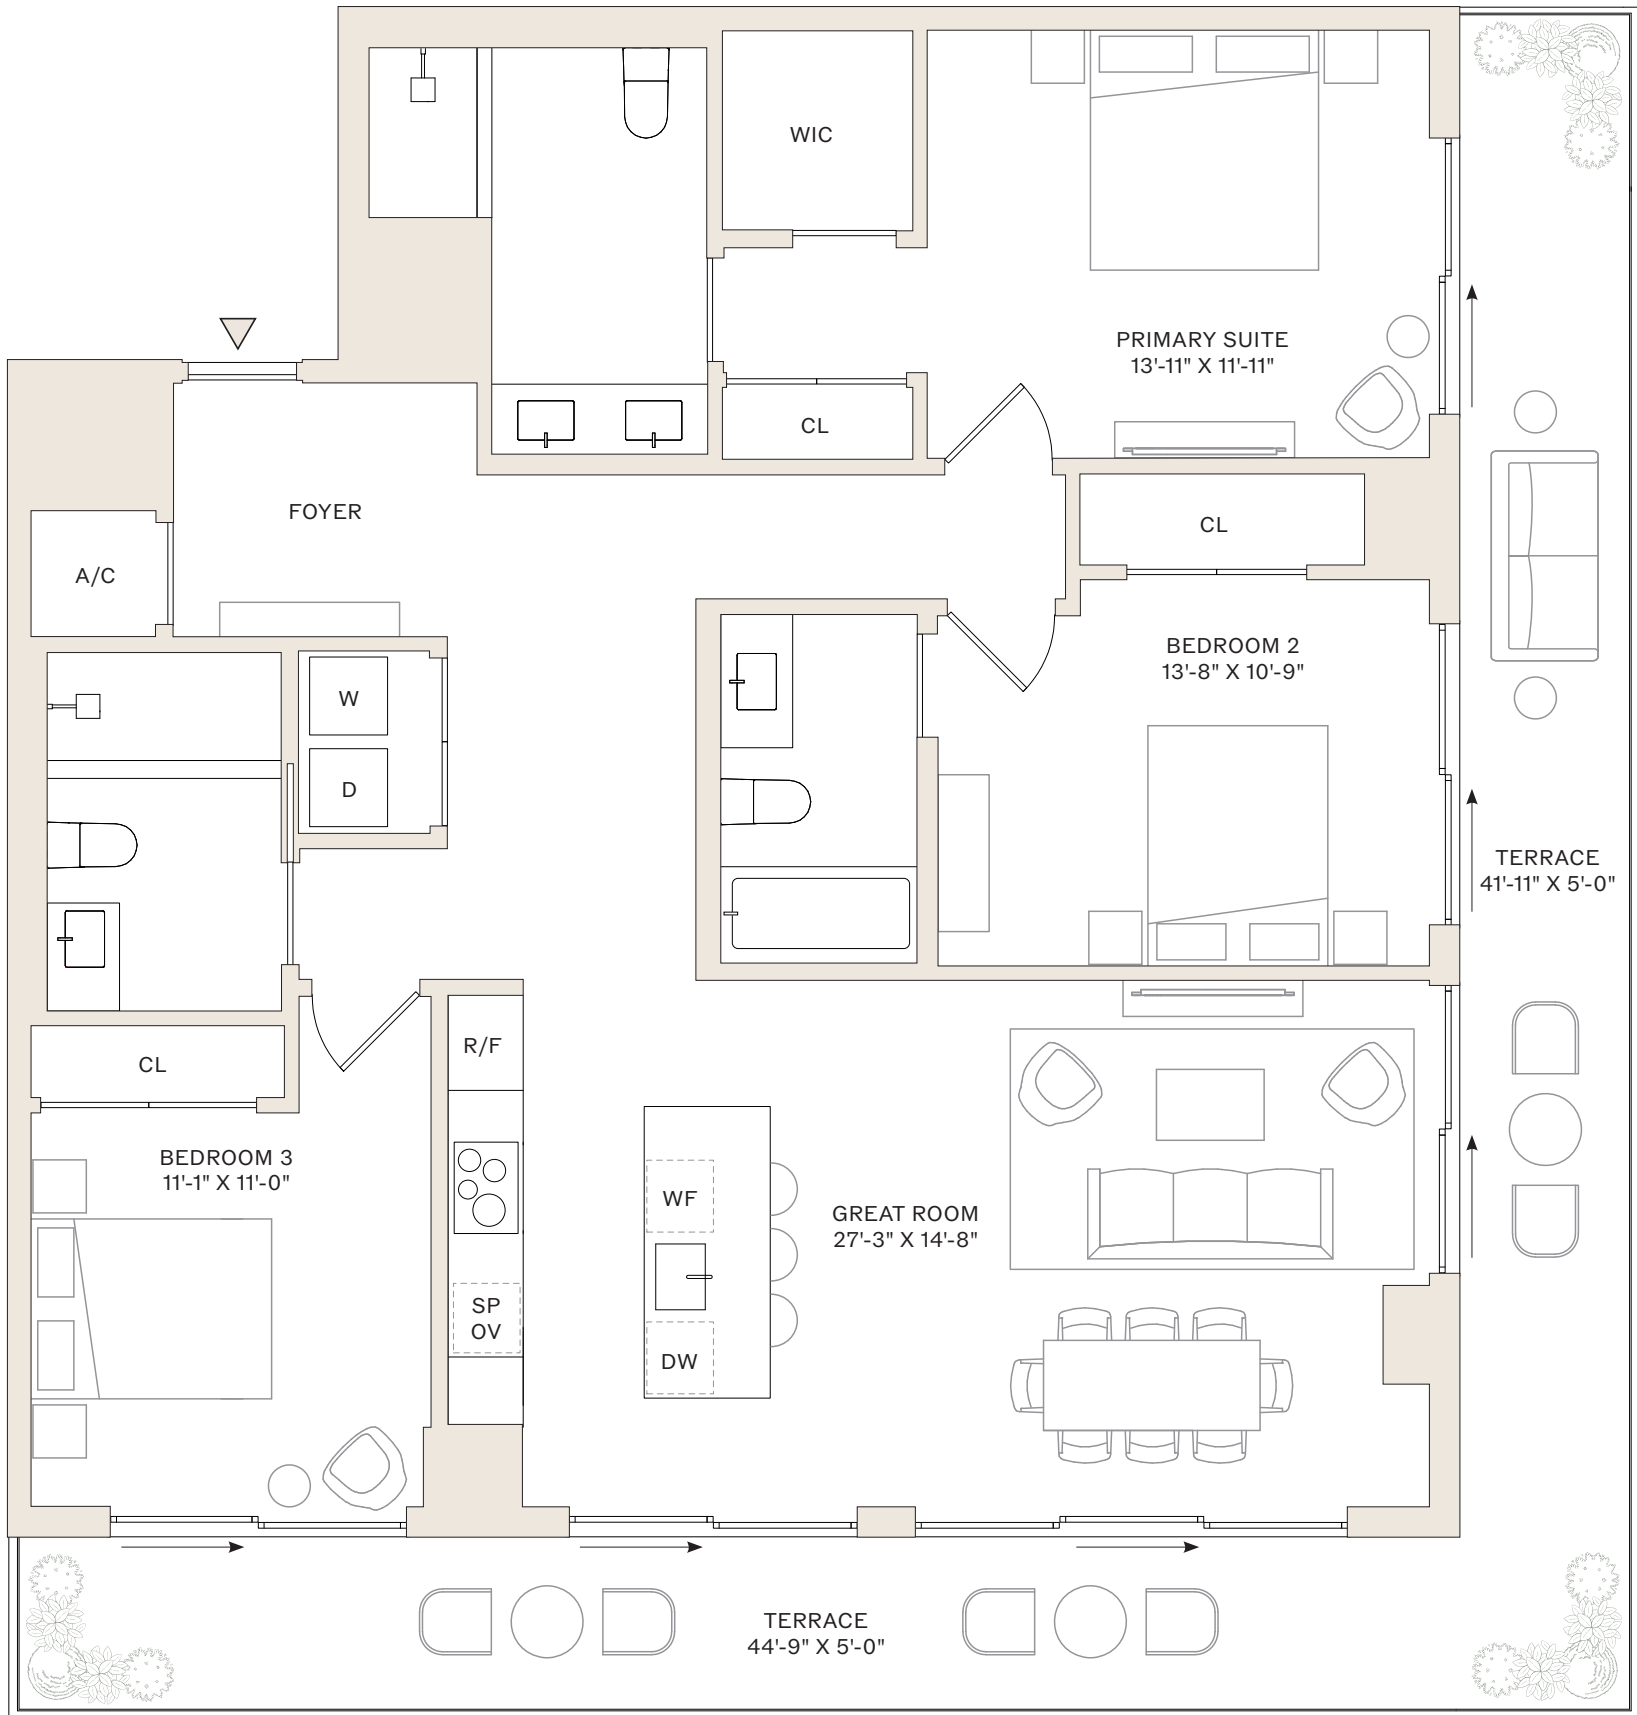 WIC
PRIMARY SUITE
13'-11" X 11'-11"
CL
FOYER
CL
A/C
BEDROOM 2
13'-8" X 10'-9"
W
D
TERRACE
41'-11" X 5'-0"
R/F
CL
BEDROOM 3
11'-1" X 11'-0"
WF
GREAT ROOM
27'-3" X 14'-8"
SP
OV
DW
TERRACE
44'-9" X 5'-0"